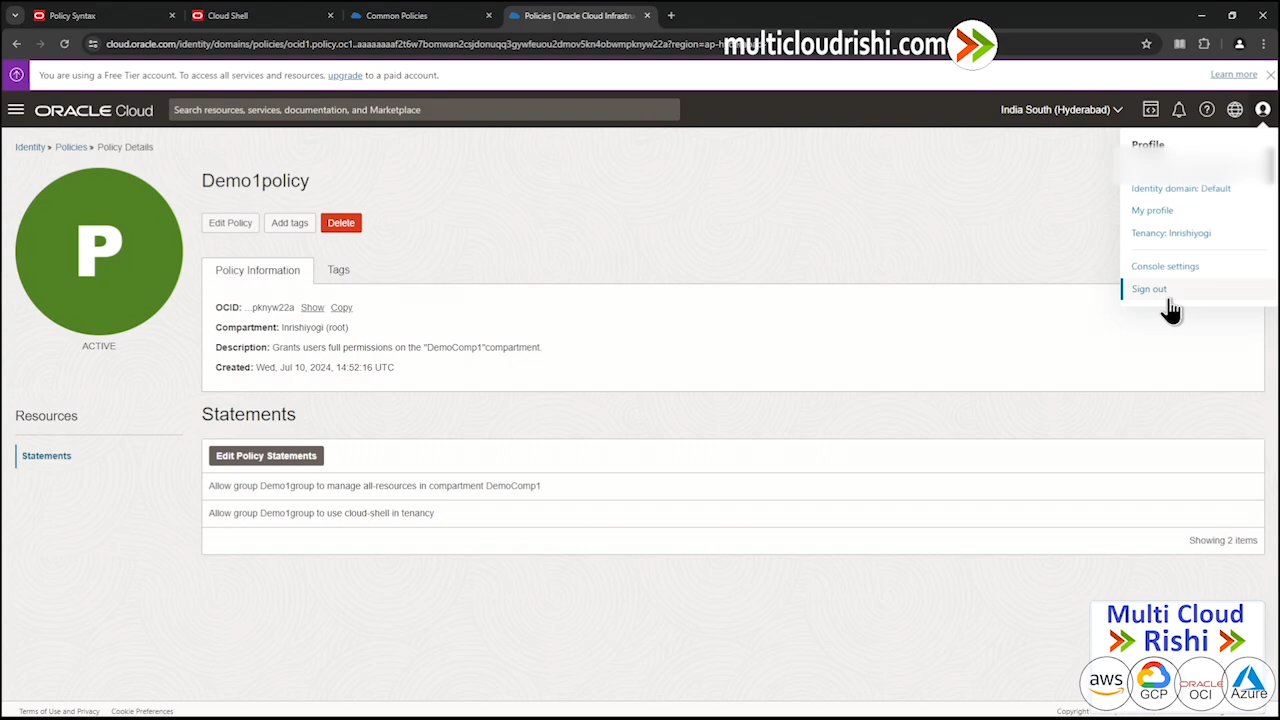 Policy Syntax
Cloud Shell
Common Policies
Policies | Oracle Cloud Infrastru
multicloudrishi.com
You are using a Free Tier account. To access all services and resources, upgrade to a paid account.
Learn more
ORACLE Cloud
Search resources, services, documentation, and Marketplace
India South (Hyderabad)
Identity » Policies » Policy Details
Profile
Identity domain: Default
My profile
Tenancy: Inrishiyogi
Console settings
Sign out
P
ACTIVE
Demo1policy
Edit Policy
Add tags
Delete
Policy Information
Tags
OCID: ...pknyw22a Show Copy
Compartment: Inrishiyogi (root)
Description: Grants users full permissions on the "DemoComp1"compartment.
Created: Wed, Jul 10, 2024, 14:52:16 UTC
Resources
Statements
Statements
Edit Policy Statements
Allow group Demo1group to manage all-resources in compartment DemoComp1
Allow group Demo1group to use cloud-shell in tenancy
Showing 2 items
Multi Cloud
Rishi
aws
GCP
ORACLE
OCI
Azure
Terms of Use and Privacy
Cookie Preferences
Copyright